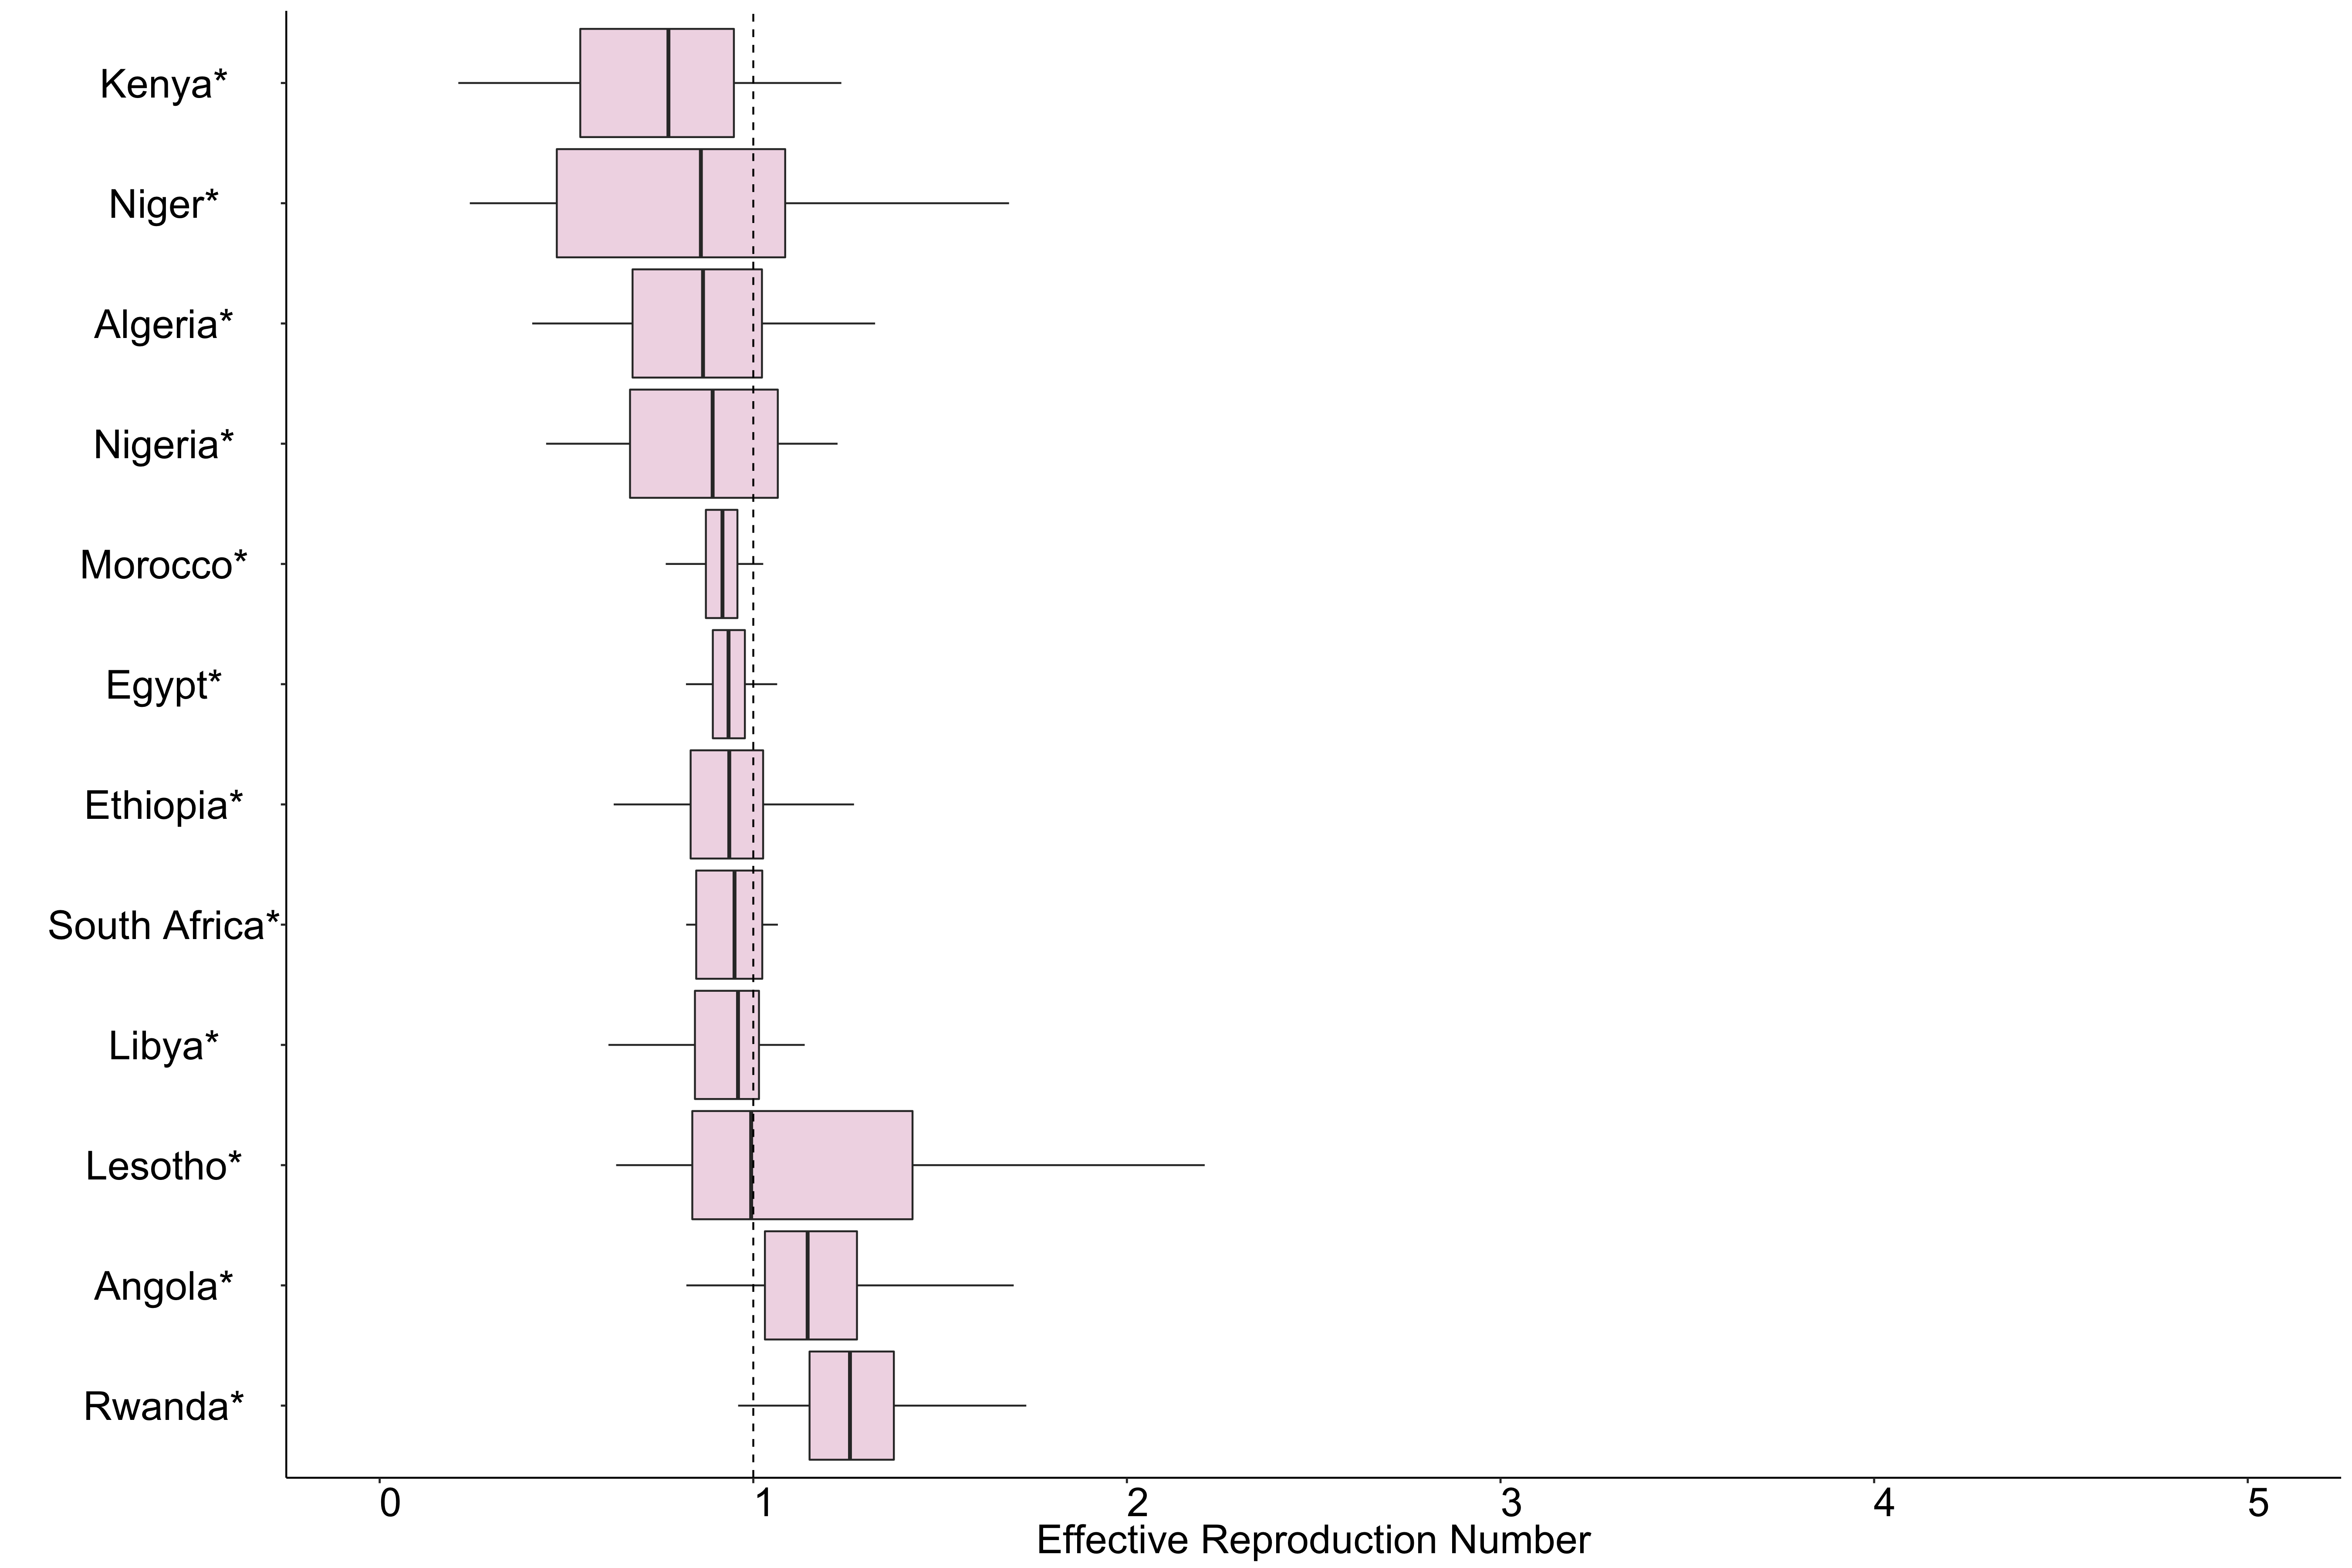 Kenya*
Niger*
Algeria*
Nigeria*
Morocco*
Egypt*
Ethiopia*
South Africa*
Libya*
Lesotho*
Angola*
Rwanda*
0 1 2 3 4 5
Effective Reproduction Number